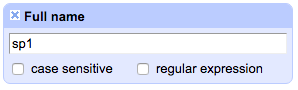 Full name
sp1
case sensitive regular expression